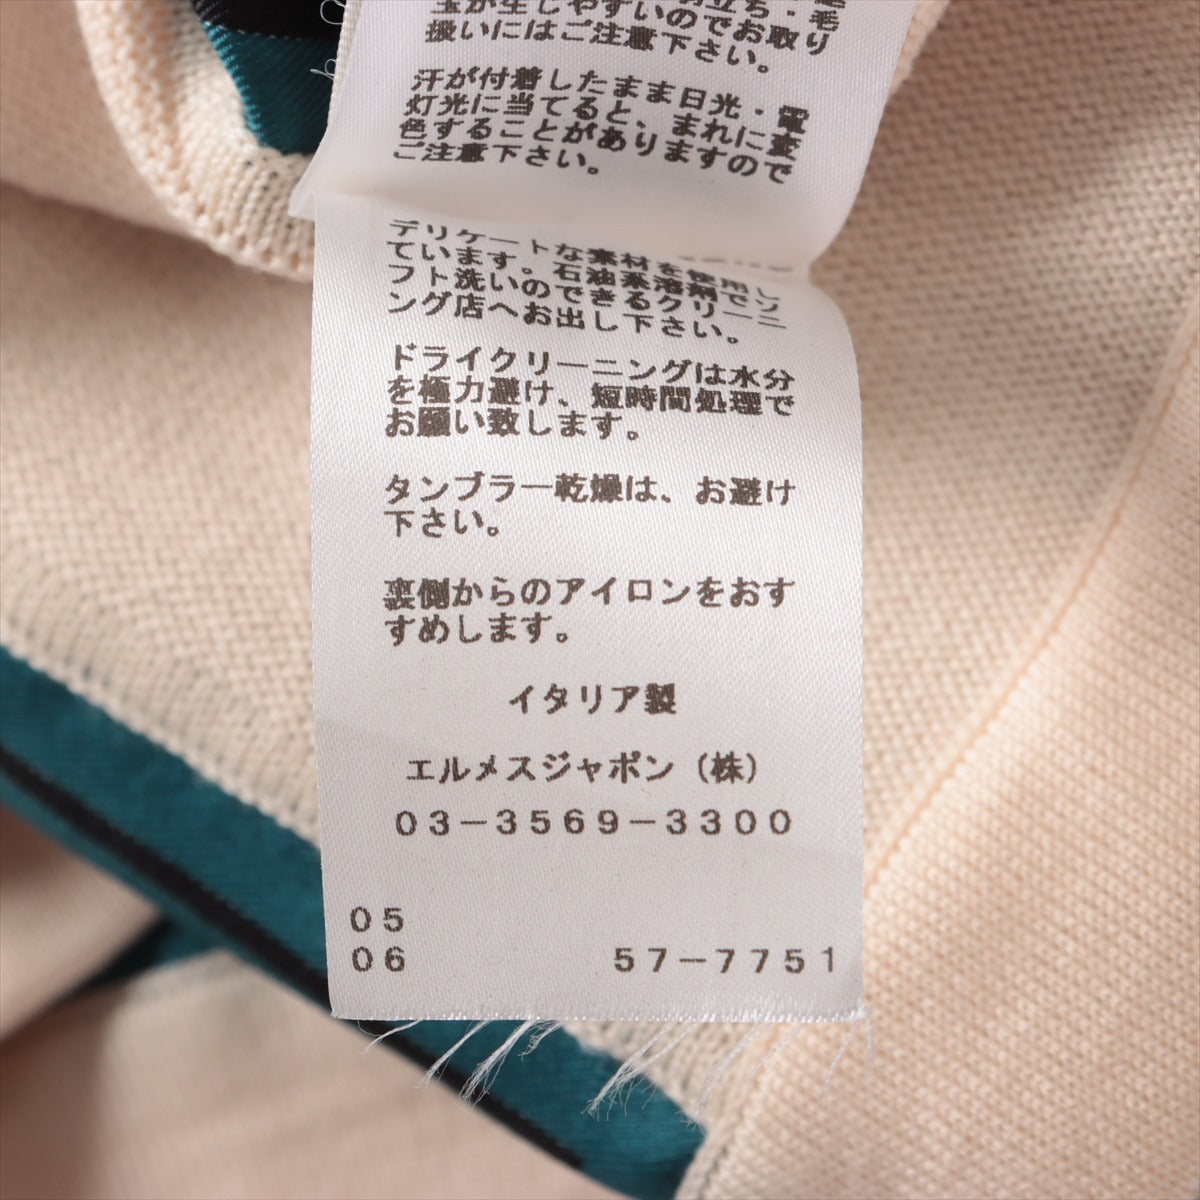 玉が生しやすいのでお取り
扱いにはご注意下さい。
汗が付着したまま日光・電
灯光に当てると、まれに変
色することがありますので
ご注意下さい。
デリケートな素材を使用し
ています。石油系溶剤でソ
フト洗いのできるクリーニ
ング店へお出し下さい。
ドライクリーニングは水分
を極力避け、短時間処理で
お願い致します。
タンブラー乾燥は、お避け
下さい。
裏側からのアイロンをおす
すめします。
イタリア製
エルメスジャポン（株）
03-3569-3300
05
06 57-7751